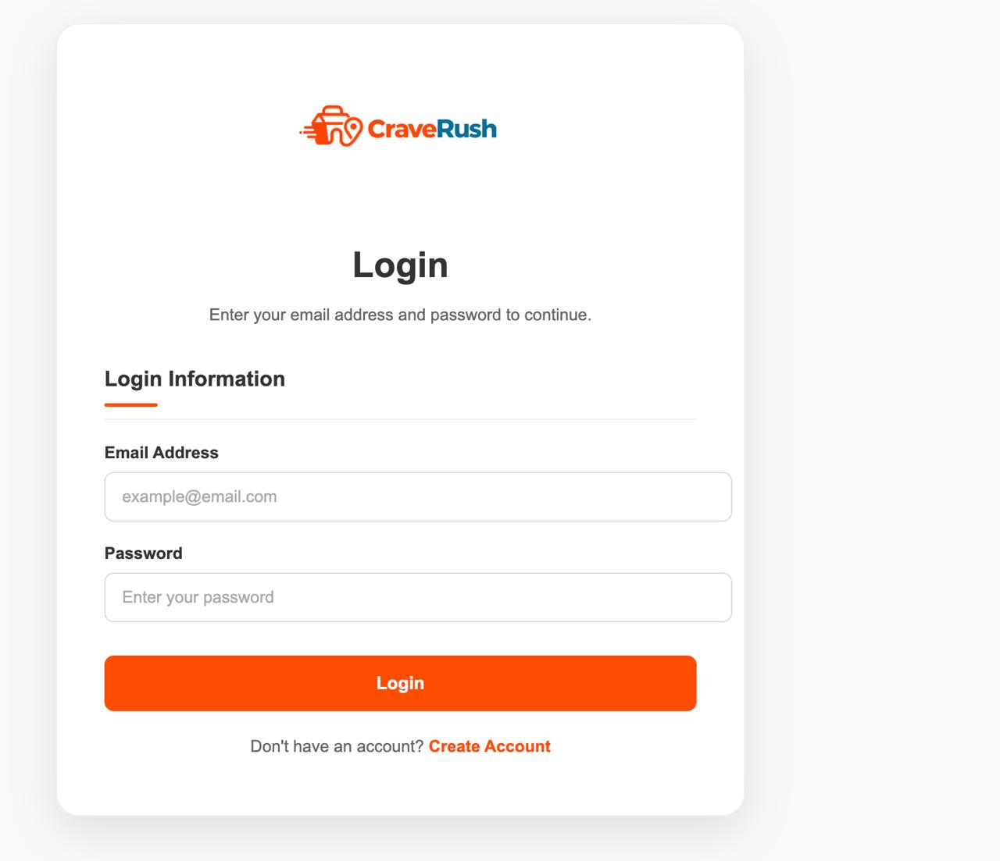 CraveRush
Login
Enter your email address and password to continue.
Login Information
Email Address
example@email.com
Password
Enter your password
Login
Don't have an account? Create Account